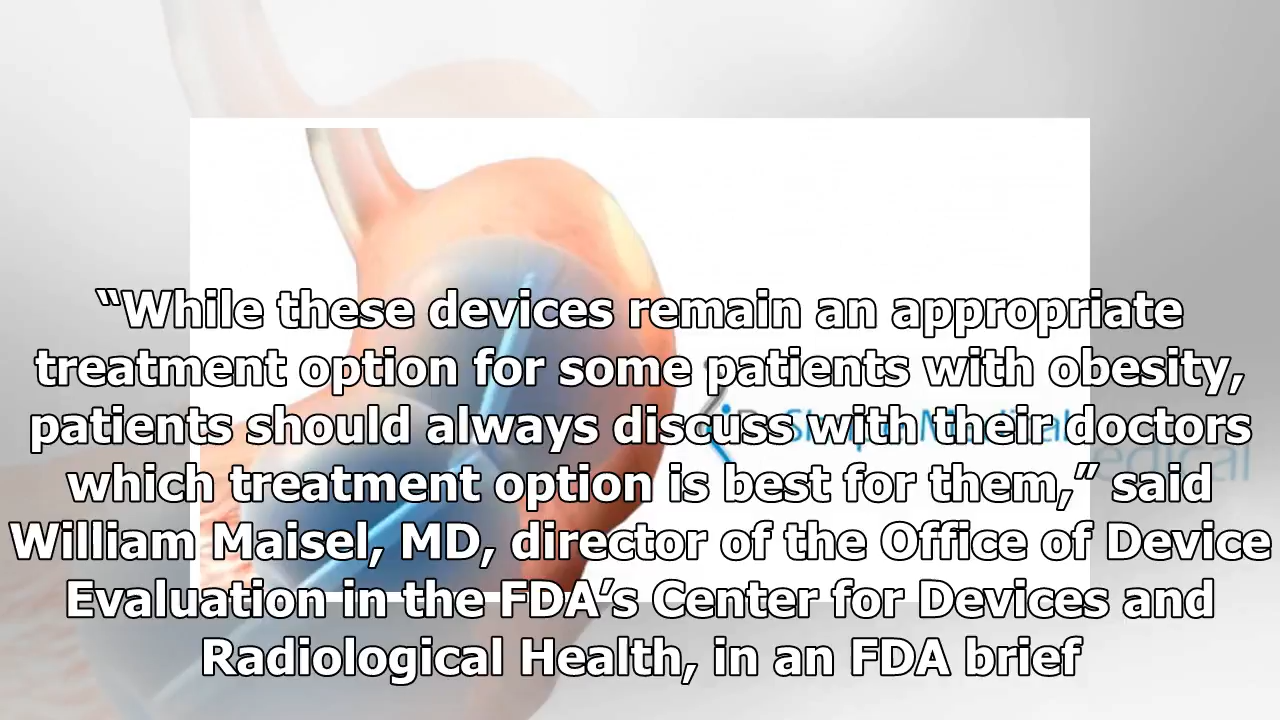 “While these devices remain an appropriate
treatment option for some patients with obesity,
patients should always discuss with their doctors
which treatment option is best for them,” said
William Maisel, MD, director of the Office of Device
Evaluation in the FDA’s Center for Devices and
Radiological Health, in an FDA brief
Medical
edical